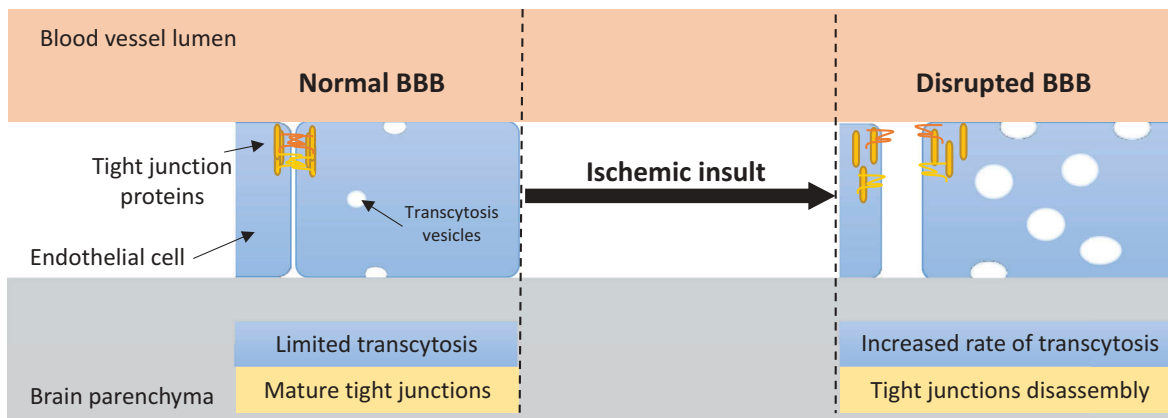 Blood vessel lumen
Normal BBB
Disrupted BBB
Tight junction
proteins
Transcytosis
vesicles
Endothelial cell
Ischemic insult
Limited transcytosis
Mature tight junctions
Increased rate of transcytosis
Tight junctions disassembly
Brain parenchyma